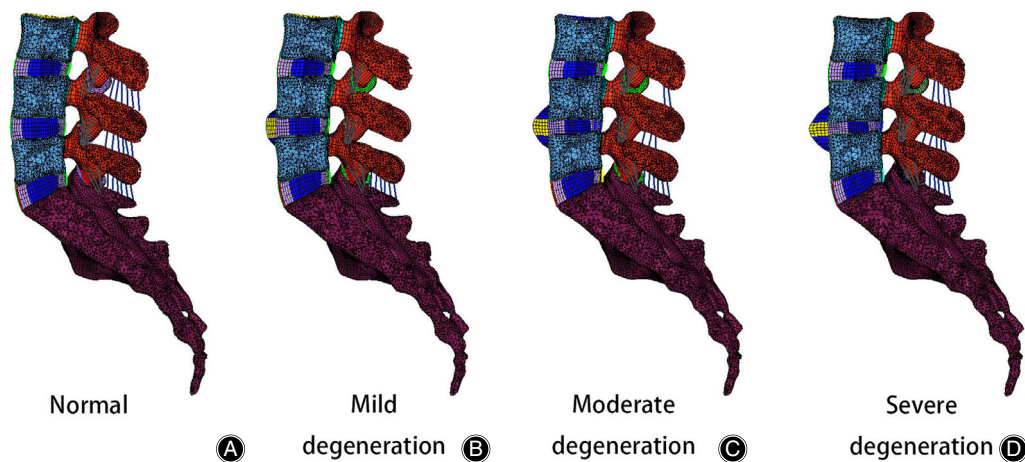 Normal
A
Mild
degeneration B
Moderate
degeneration C
Severe
degeneration D